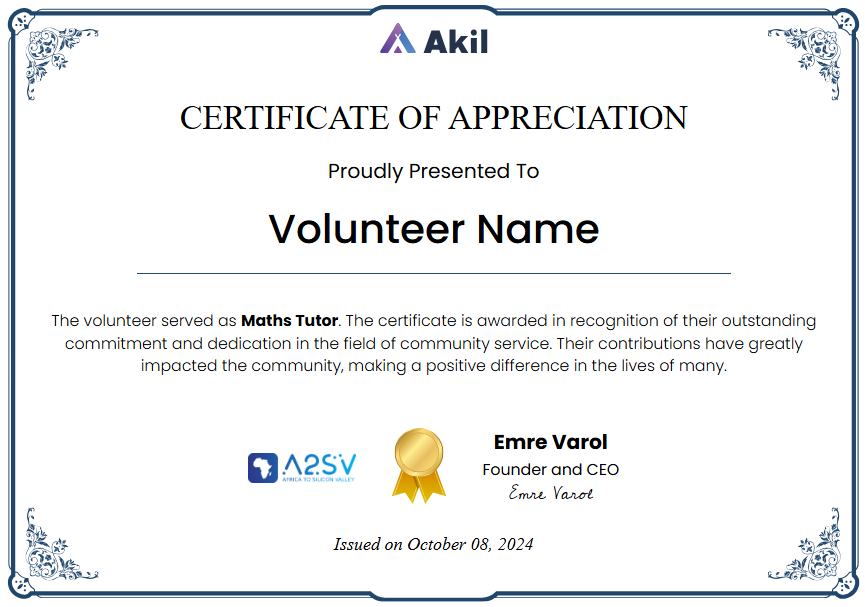 Akil
CERTIFICATE OF APPRECIATION
Proudly Presented To
Volunteer Name
The volunteer served as Maths Tutor. The certificate is awarded in recognition of their outstanding
commitment and dedication in the field of community service. Their contributions have greatly
impacted the community, making a positive difference in the lives of many.
A2SV
AFRICA TO SILICON VALLEY
Emre Varol
Founder and CEO
Emre Varol
Issued on October 08, 2024